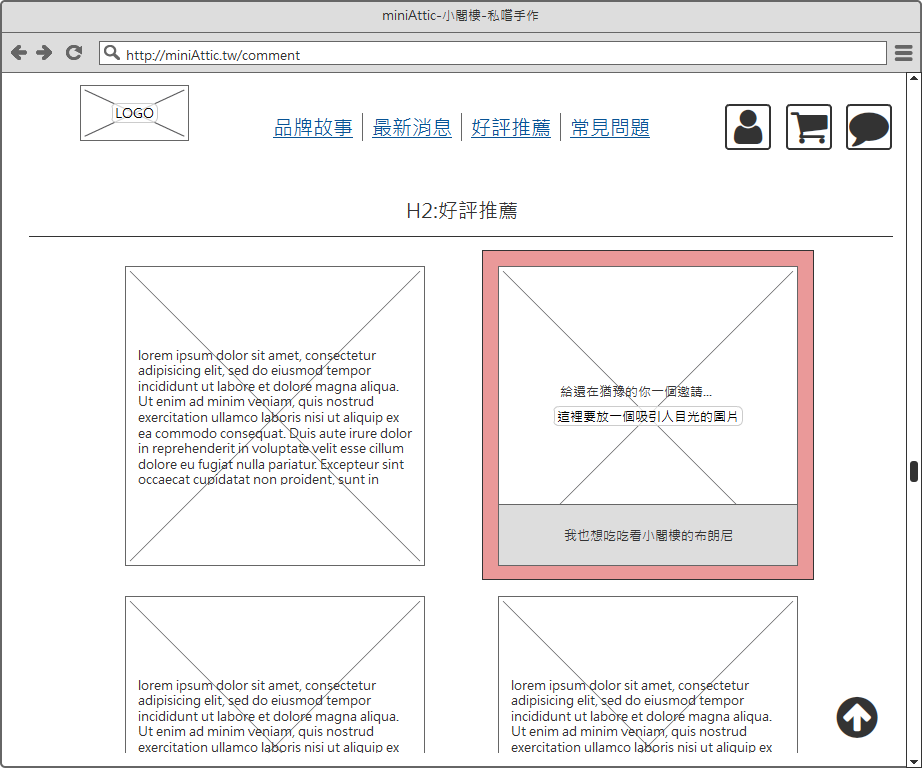 miniAttic-小閣樓-私嚐手作
http://miniAttic.tw/comment
LOGO
品牌故事 最新消息 好評推薦 常見問題
H2:好評推薦
lorem ipsum dolor sit amet, consectetur
adipisicing elit, sed do eiusmod tempor
incididunt ut labore et dolore magna aliqua.
Ut enim ad minim veniam, quis nostrud
exercitation ullamco laboris nisi ut aliquip ex
ea commodo consequat. Duis aute irure dolor
in reprehenderit in voluptate velit esse cillum
dolore eu fugiat nulla pariatur. Excepteur sint
occaecat cupidatat non proident, sunt in
給還在猶豫的你一個邀請...
這裡要放一個吸引人目光的圖片
我也想吃吃看小閣樓的布朗尼
lorem ipsum dolor sit amet, consectetur
adipisicing elit, sed do eiusmod tempor
incididunt ut labore et dolore magna aliqua.
Ut enim ad minim veniam, quis nostrud
exercitation ullamco laboris nisi ut aliquip ex
lorem ipsum dolor sit amet, consectetur
adipisicing elit, sed do eiusmod tempor
incididunt ut labore et dolore magna aliqua.
Ut enim ad minim veniam, quis nostrud
exercitation ullamco laboris nisi ut aliquip ex